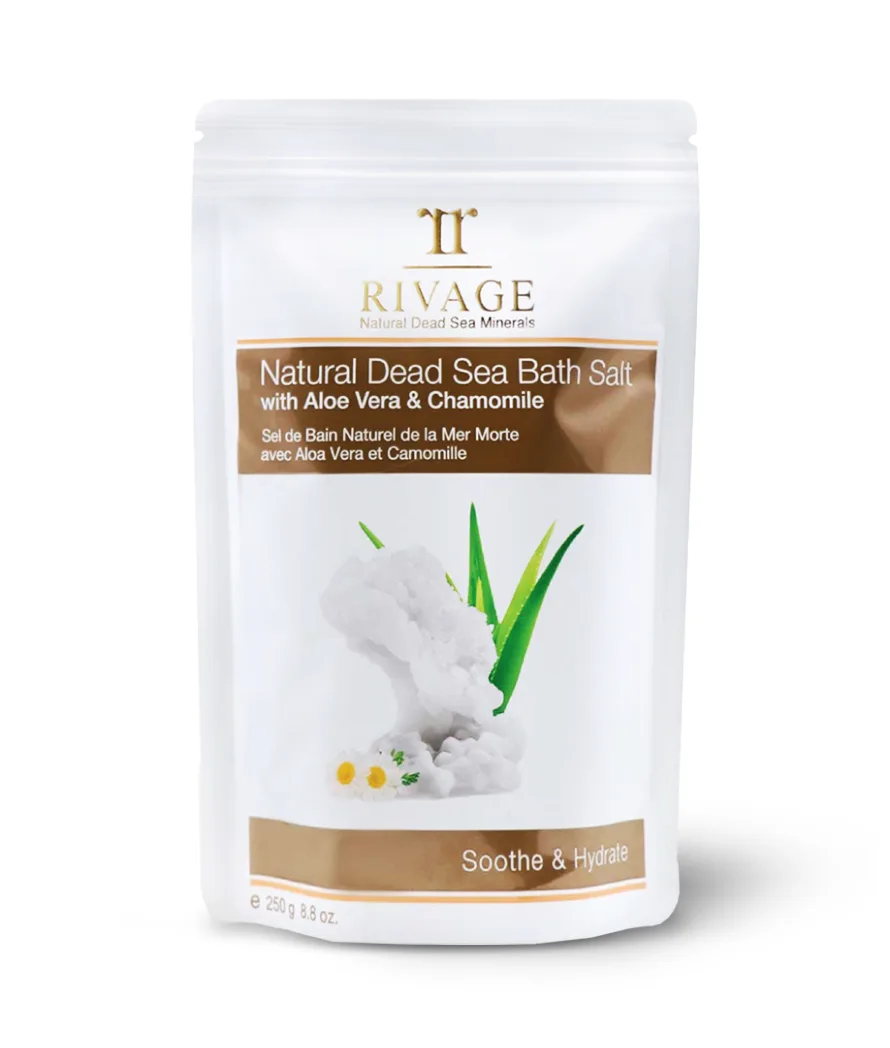 RIVAGE
Natural Dead Sea Minerals
Natural Dead Sea Bath Salt
with Aloe Vera & Chamomile
Sel de Bain Naturel de la Mer Morte
avec Aloa Vera et Camomille
Soothe & Hydrate
e 250 g 8.8 oz.